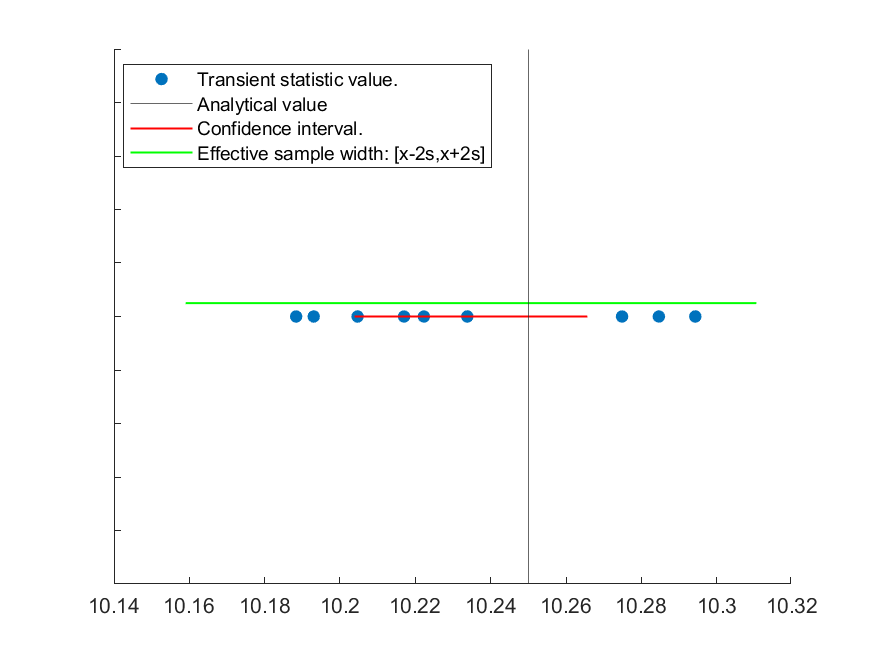 Transient statistic value.
Analytical value
Confidence interval.
Effective sample width: [x-2s,x+2s]
10.14 10.16 10.18 10.2 10.22 10.24 10.26 10.28 10.3 10.32